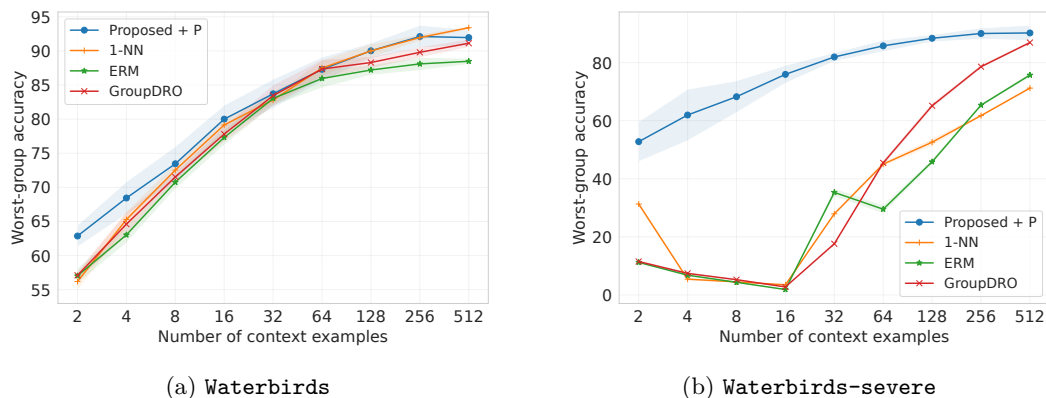 Worst-group accuracy
95
90
85
80
75
70
65
60
55
Proposed + P
1-NN
ERM
GroupDRO
2 4 8 16 32 64 128 256 512
Number of context examples
(a) Waterbirds
Worst-group accuracy
80
60
40
20
0
Proposed + P
1-NN
ERM
GroupDRO
2 4 8 16 32 64 128 256 512
Number of context examples
(b) Waterbirds-severe